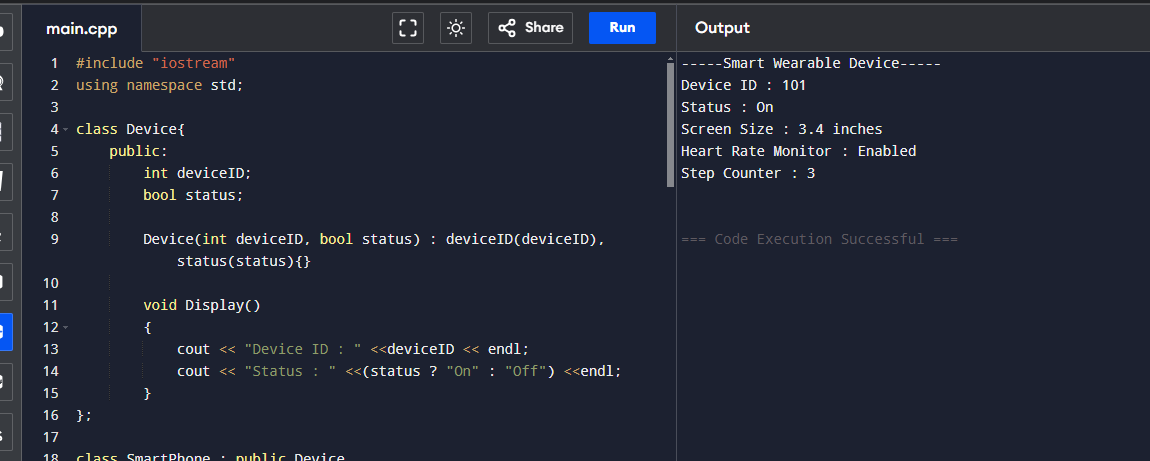 main.cpp
Share
Run
Output
1 #include "iostream"
2 using namespace std;
3
4 class Device{
5 public:
6 int deviceID;
7 bool status;
8
9 Device(int deviceID, bool status) : deviceID(deviceID),
status(status){}
10
11 void Display()
12 {
13 cout << "Device ID : " <<deviceID << endl;
14 cout << "Status : " <<(status ? "On" : "Off") <<endl;
15 }
16 };
17
18 class SmartPhone : public Device
-----Smart Wearable Device-----
Device ID : 101
Status : On
Screen Size : 3.4 inches
Heart Rate Monitor : Enabled
Step Counter : 3
=== Code Execution Successful ===